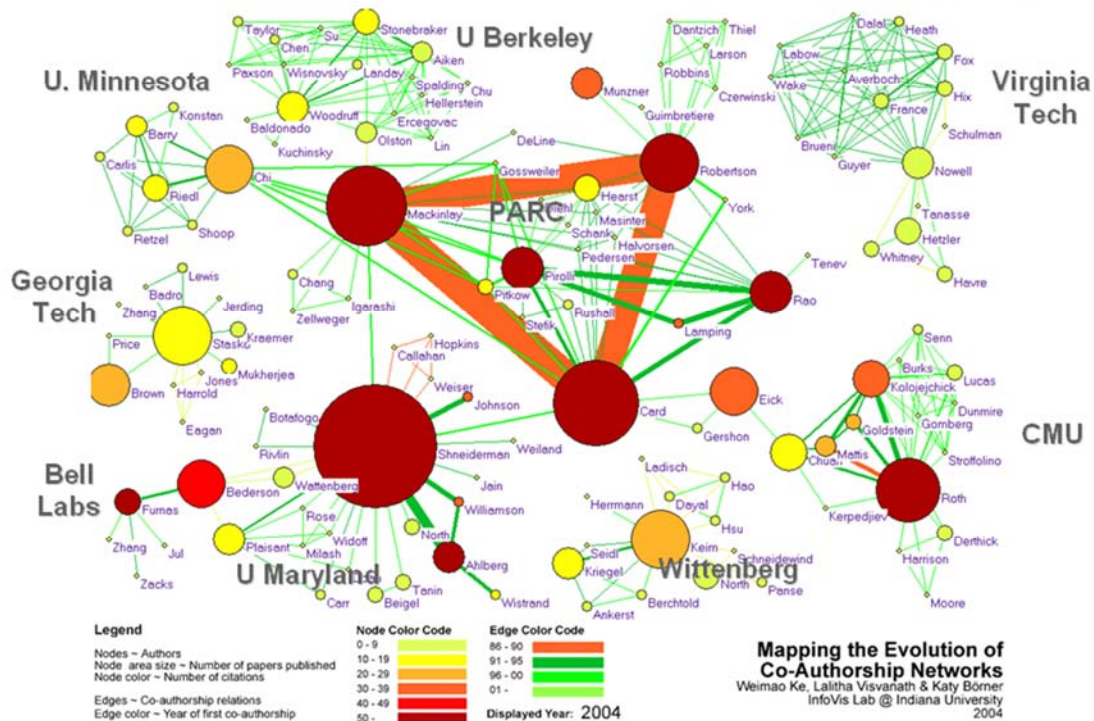 Taylor
Su
Stonebraker
Chen
U Berkeley
Aiken
Paxson
Wisnovsky
Landay
Spalding
Chu
Hellerstein
Woodruff
Ercegovac
Baldonado
Olston
Lin
Kuchinsky
U. Minnesota
Konstan
Barry
Carlis
Chi
Riedl
Retzel
Shoop
Dantzich
Thiel
Larson
Robbins
Munzner
Czerwinski
Guimbretiere
DeLine
Gossweiler
Robertson
Mackinlay
PARC
Hearst
Masinter
York
Schank
Halvorsen
Pedersen
Pirolli
Pitkow
Rushall
Stefik
Tenev
Rao
Lamping
Chang
Igarashi
Zellweger
Dalal
Heath
Labow
Fox
Wake
Averboch
Hix
France
Virginia
Tech
Schulman
Bruen
Guyer
Nowell
Tanasse
Hetzler
Whitney
Havre
Georgia
Tech
Lewis
Badro
Zhang
Jerding
Price
Stasko
Kraemer
Mukherjea
Brown
Jones
Harrold
Eagan
Hopkins
Callahan
Weiser
Johnson
Botafogo
Rivlin
Shneiderman
Weiland
Card
Eick
Gershon
Bell
Labs
Bederson
Wattenberg
Jain
Furnas
Williamson
Rose
North
Zhang
Jul
Plaisant
Widoff
Milash
Zacks
U Maryland
Ahlberg
Tanin
Carr
Beigel
Wistrand
Ladisch
Hao
Herrmann
Dayal
Hsu
Seidl
Keim
Schneidewind
Wittenberg
Kriegel
North
Panse
Berchtold
Ankerst
Senn
Burks
Kolojejchick
Lucas
Goldstein
Dunmire
Gomberg
CMU
Mattis
Chuah
Stroffolino
Roth
Kerpedjiev
Derthick
Harrison
Moore
Legend
Nodes ~ Authors
Node area size ~ Number of papers published
Node color ~ Number of citations
Edges ~ Co-authorship relations
Edge color ~ Year of first co-authorship
Node Color Code
0 - 9
10 - 19
20 - 29
30 - 39
40 - 49
50 -
Edge Color Code
86 - 90
91 - 95
96 - 00
01 -
Displayed Year: 2004
Mapping the Evolution of
Co-Authorship Networks
Weimao Ke, Lalitha Visvanath & Katy Börner
InfoVis Lab @ Indiana University
2004